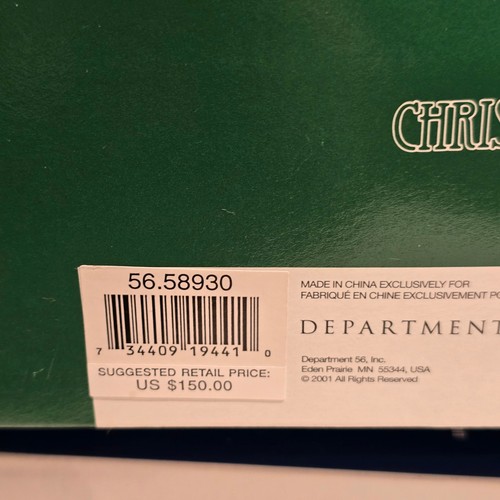 CHRIS
56.58930
7 34409 19441 0
SUGGESTED RETAIL PRICE:
US $150.00
MADE IN CHINA EXCLUSIVELY FOR
FABRIQUÉ EN CHINE EXCLUSIVEMENT PO
DEPARTMENT
Department 56, Inc.
Eden Prairie MN 55344, USA
© 2001 All Rights Reserved